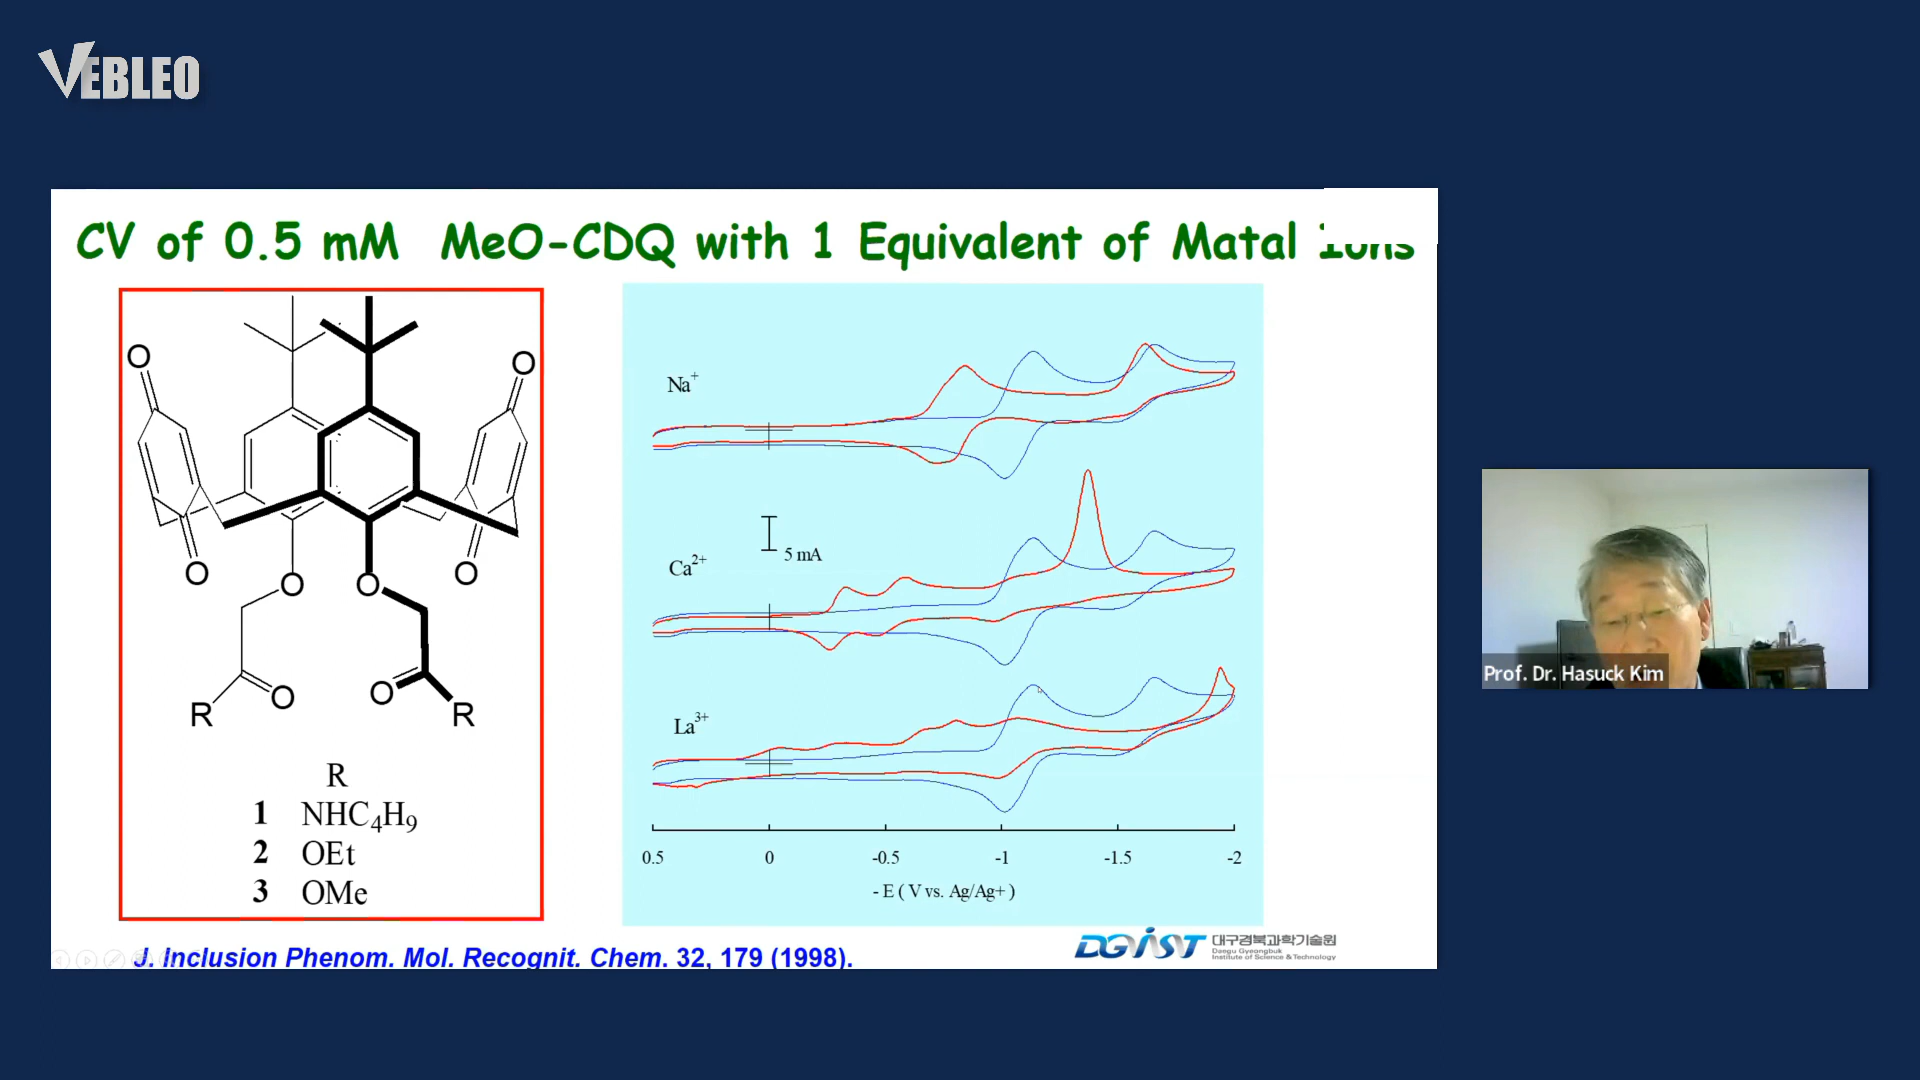 VEBLEO
CV of 0.5 mM MeO-CDQ with 1 Equivalent of Matal Ions
O
O
O
O
O
O
O
O
R
R
R
1 NHC4H9
2 OEt
3 OMe
Na+
5 mA
Ca2+
La3+
0.5 0 -0.5 -1 -1.5 -2
- E ( V vs. Ag/Ag+ )
J. Inclusion Phenom. Mol. Recognit. Chem. 32, 179 (1998).
DGIST 대구경북과학기술원
Daegu Gyeongbuk
Institute of Science & Technology
Prof. Dr. Hasuck Kim